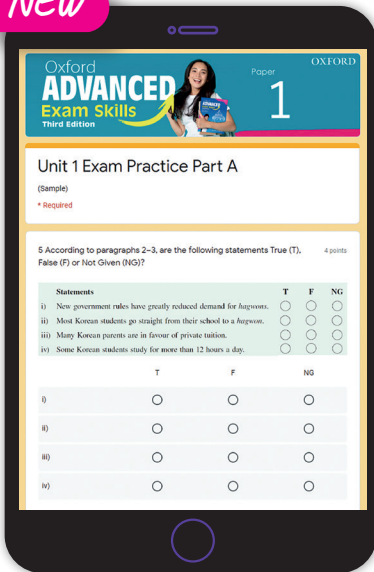 NEW
OXFORD
Oxford
ADVANCED
Exam Skills
Third Edition
Paper
1
ADVANCED
Unit 1 Exam Practice Part A
(Sample)
* Required
5 According to paragraphs 2–3, are the following statements True (T),
False (F) or Not Given (NG)?
4 points
Statements T F NG
i) New government rules have greatly reduced demand for hagwons.
ii) Most Korean students go straight from their school to a hagwon.
iii) Many Korean parents are in favour of private tuition.
iv) Some Korean students study for more than 12 hours a day.
T F NG
i)
ii)
iii)
iv)